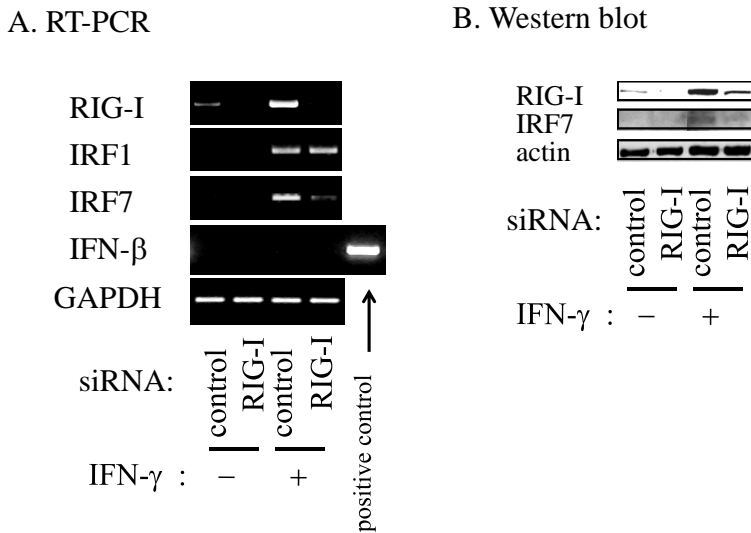 A. RT-PCR
RIG-I
IRF1
IRF7
IFN-β
GAPDH
siRNA:
control
RIG-I
control
RIG-I
positive control
IFN-γ : − +
B. Western blot
RIG-I
IRF7
actin
siRNA:
control
RIG-I
control
RIG-I
IFN-γ : − +